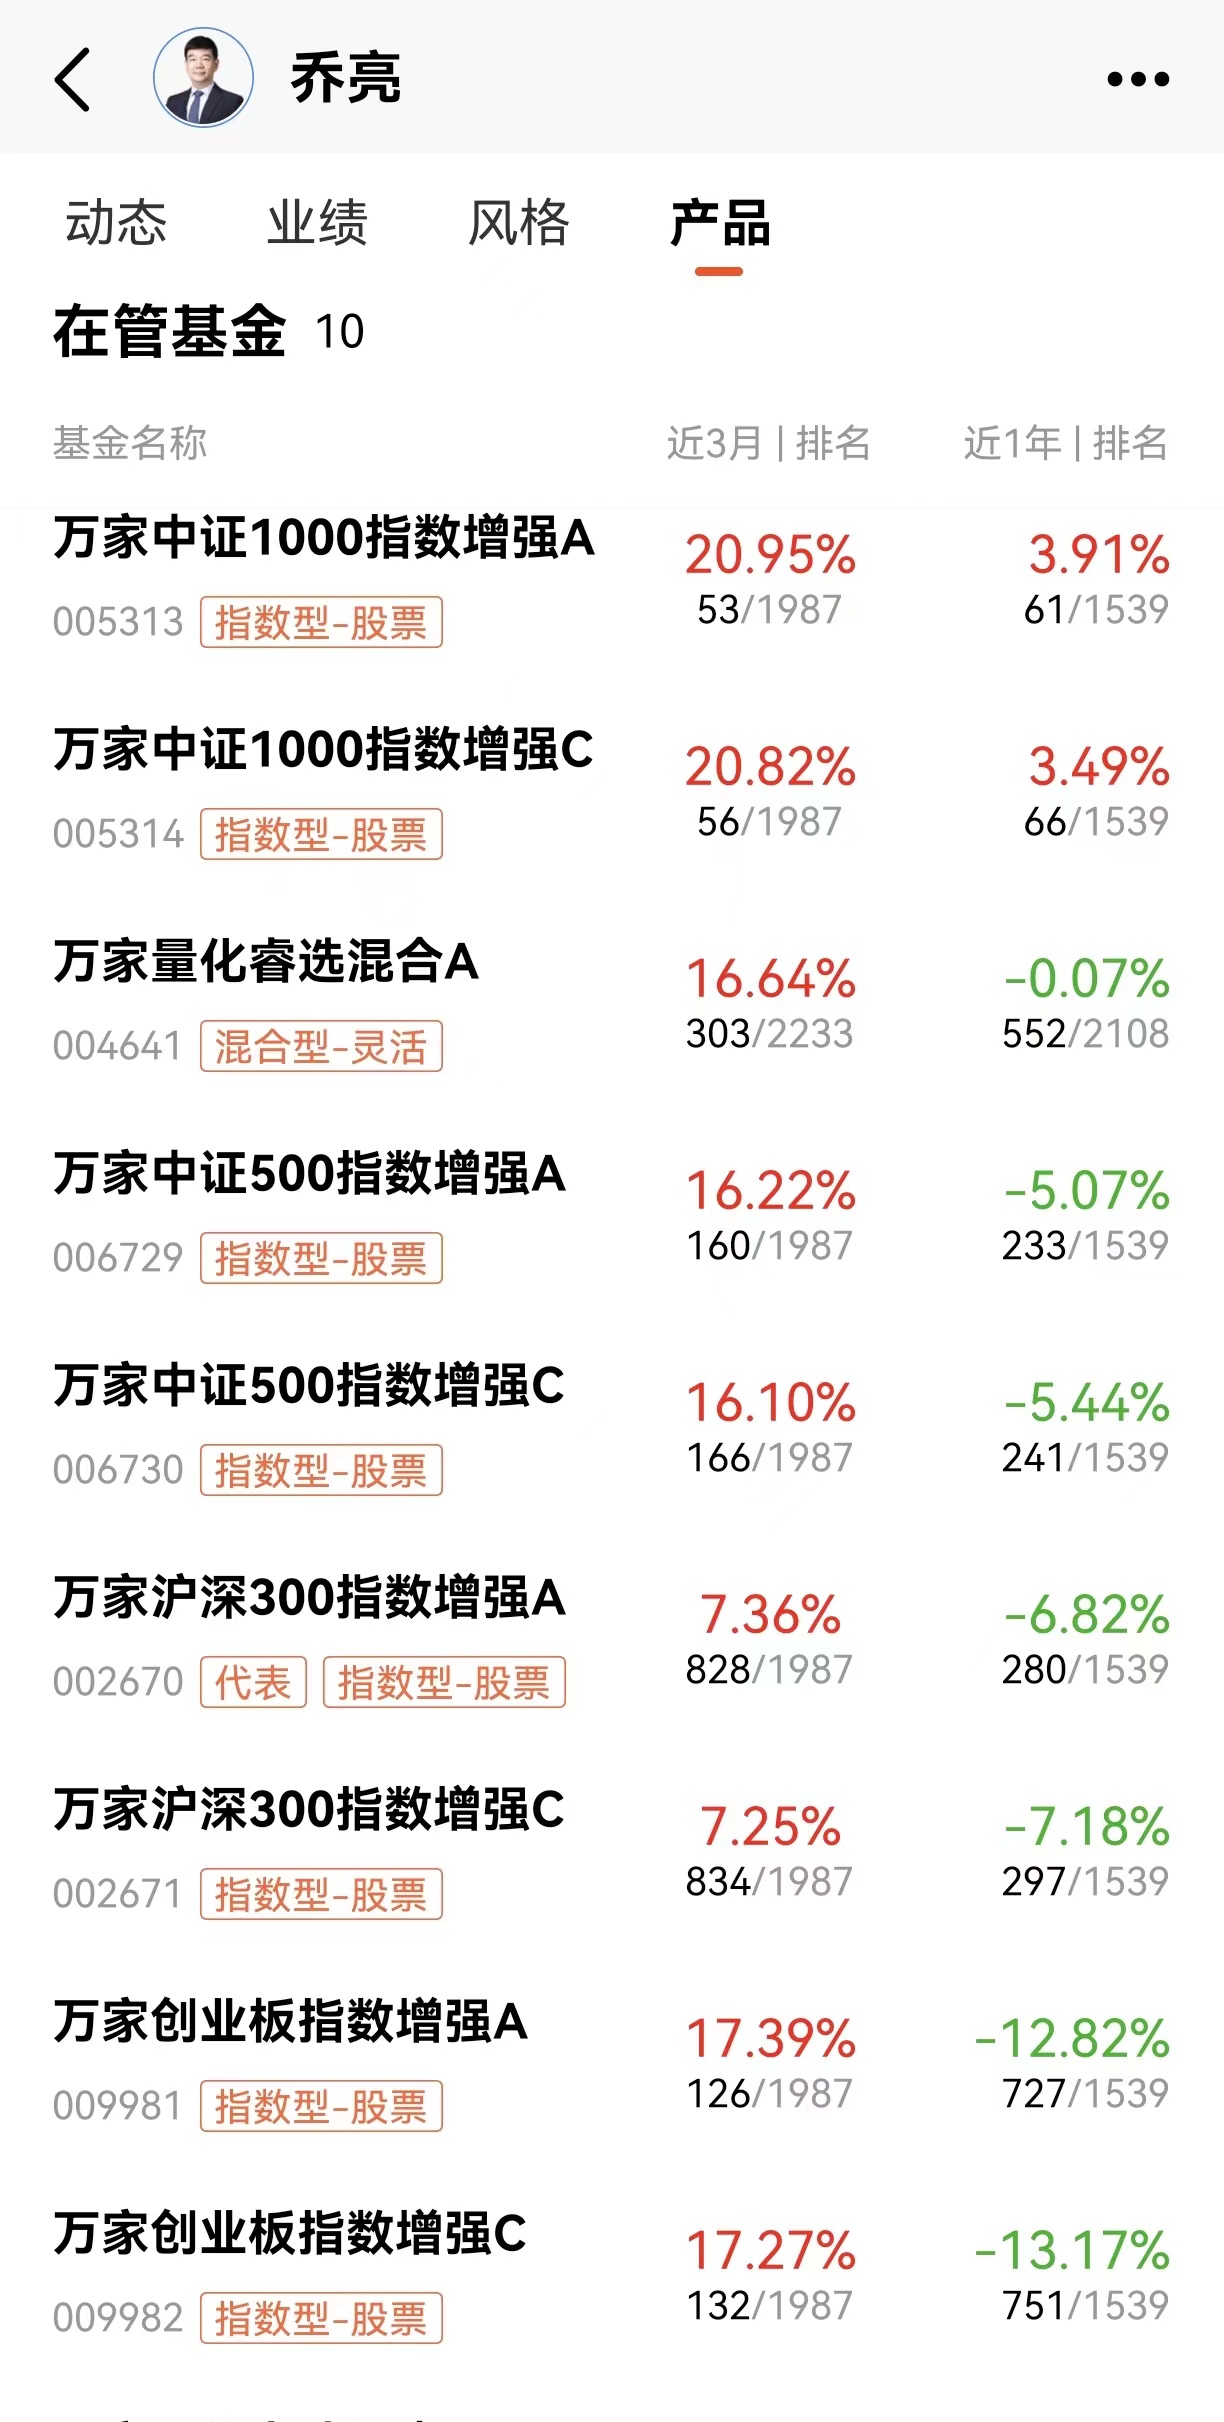 乔亮
动态 业绩 风格 产品
在管基金 10
基金名称 近3月 | 排名 近1年 | 排名
万家中证1000指数增强A 20.95% 3.91%
005313 指数型-股票 53/1987 61/1539
万家中证1000指数增强C 20.82% 3.49%
005314 指数型-股票 56/1987 66/1539
万家量化睿选混合A 16.64% -0.07%
004641 混合型-灵活 303/2233 552/2108
万家中证500指数增强A 16.22% -5.07%
006729 指数型-股票 160/1987 233/1539
万家中证500指数增强C 16.10% -5.44%
006730 指数型-股票 166/1987 241/1539
万家沪深300指数增强A 7.36% -6.82%
002670 代表 指数型-股票 828/1987 280/1539
万家沪深300指数增强C 7.25% -7.18%
002671 指数型-股票 834/1987 297/1539
万家创业板指数增强A 17.39% -12.82%
009981 指数型-股票 126/1987 727/1539
万家创业板指数增强C 17.27% -13.17%
009982 指数型-股票 132/1987 751/1539